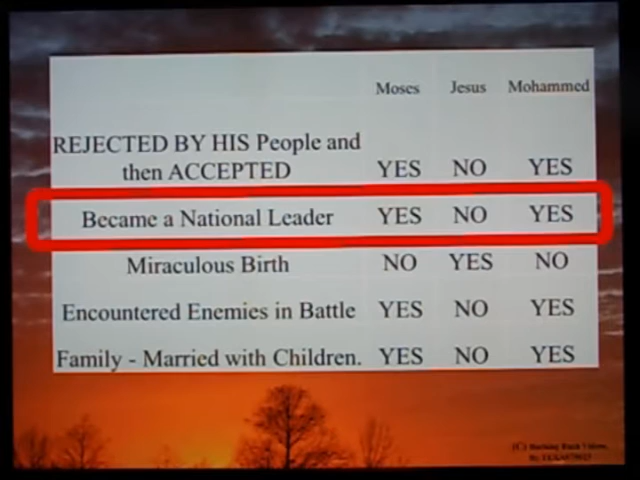 Moses Jesus Mohammed
REJECTED BY HIS People and
then ACCEPTED YES NO YES
Became a National Leader YES NO YES
Miraculous Birth NO YES NO
Encountered Enemies in Battle YES NO YES
Family - Married with Children. YES NO YES
(C)